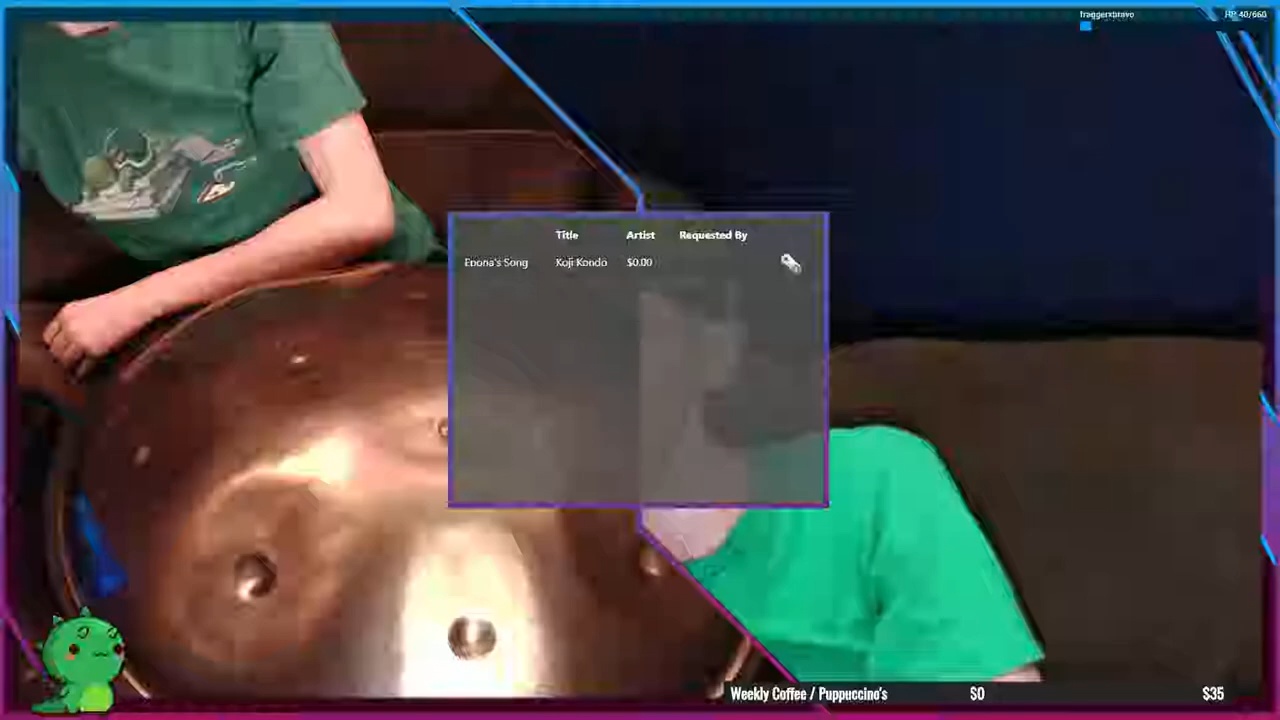 fraggerxbravo HP 40/660
Title Artist Requested By
Epona's Song Koji Kondo $0.00
Weekly Coffee / Puppuccino's $0 $35